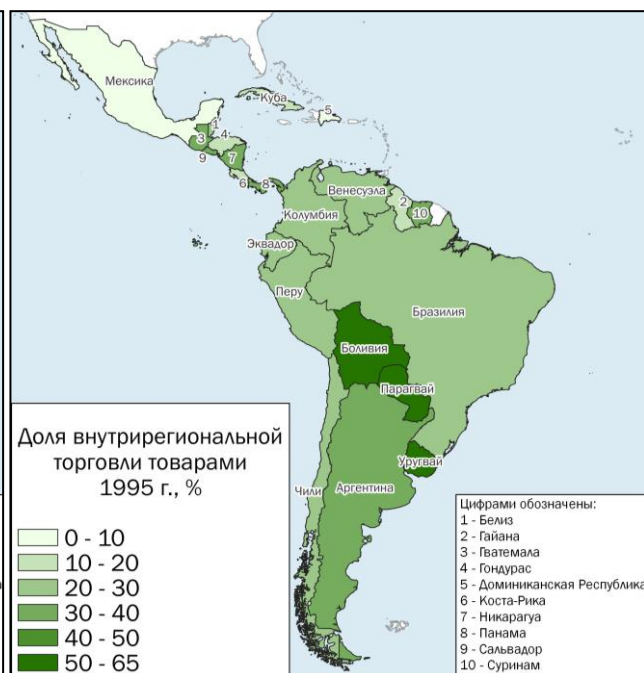 Мексика
Куба
5
1
4
3
9
7
6
8
Венесуэла
2
10
Колумбия
Эквадор
Перу
Бразилия
Боливия
Парагвай
Уругвай
Чили
Аргентина
Доля внутрирегиональной
торговли товарами
1995 г., %
0 - 10
10 - 20
20 - 30
30 - 40
40 - 50
50 - 65
Цифрами обозначены:
1 - Белиз
2 - Гайана
3 - Гватемала
4 - Гондурас
5 - Доминиканская Республика
6 - Коста-Рика
7 - Никарагуа
8 - Панама
9 - Сальвадор
10 - Суринам